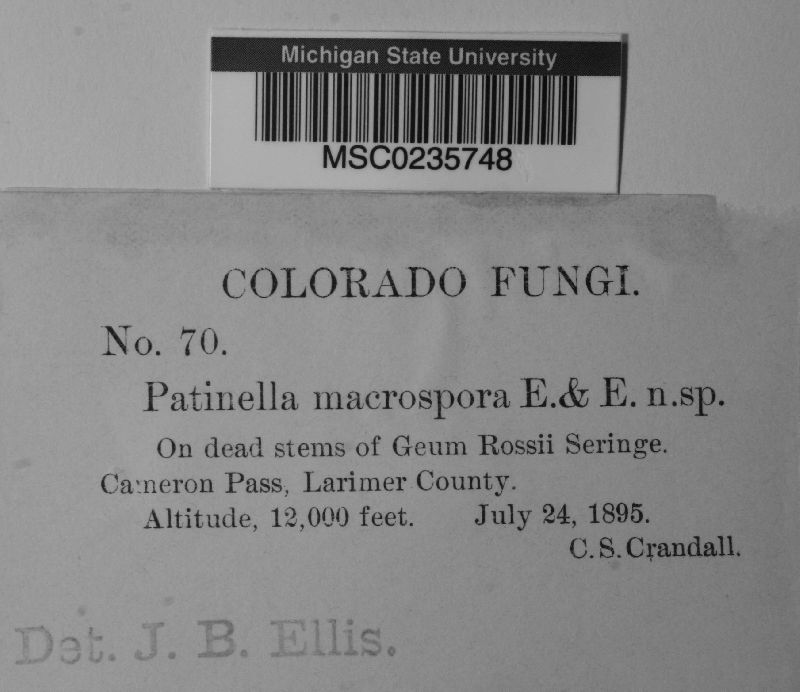 Michigan State University
MSC0235748
COLORADO FUNGI.
No. 70.
Patinella macrospora E.& E. n.sp.
On dead stems of Geum Rossii Seringe.
Cameron Pass, Larimer County.
Altitude, 12,000 feet. July 24, 1895.
C. S. Crandall.
Det. J. B. Ellis.